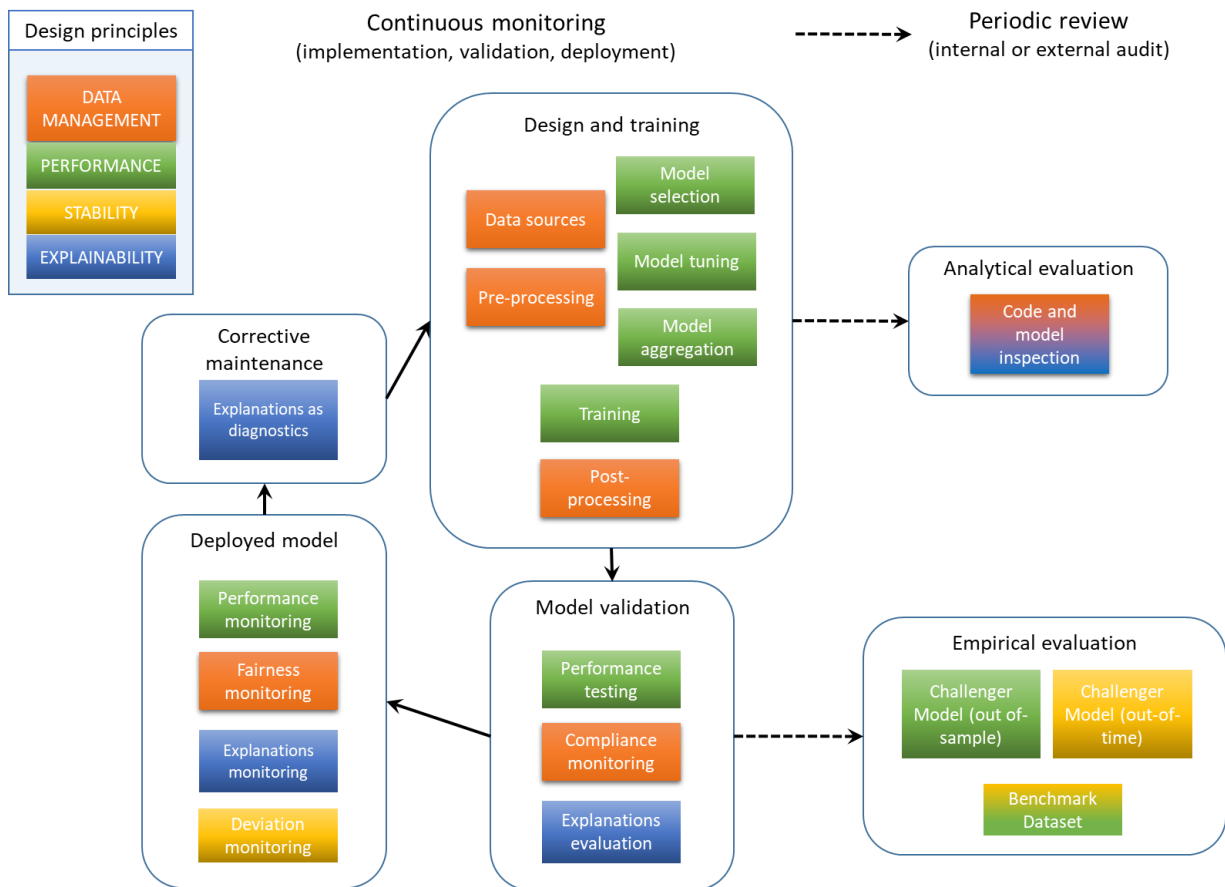 Design principles
DATA
MANAGEMENT
PERFORMANCE
STABILITY
EXPLAINABILITY
Continuous monitoring
(implementation, validation, deployment)
Periodic review
(internal or external audit)
Design and training
Data sources
Pre-processing
Model
selection
Model tuning
Model
aggregation
Training
Post-
processing
Analytical evaluation
Code and
model
inspection
Corrective
maintenance
Explanations as
diagnostics
Deployed model
Performance
monitoring
Fairness
monitoring
Explanations
monitoring
Deviation
monitoring
Model validation
Performance
testing
Compliance
monitoring
Explanations
evaluation
Empirical evaluation
Challenger
Model (out of-
sample)
Challenger
Model (out-of-
time)
Benchmark
Dataset